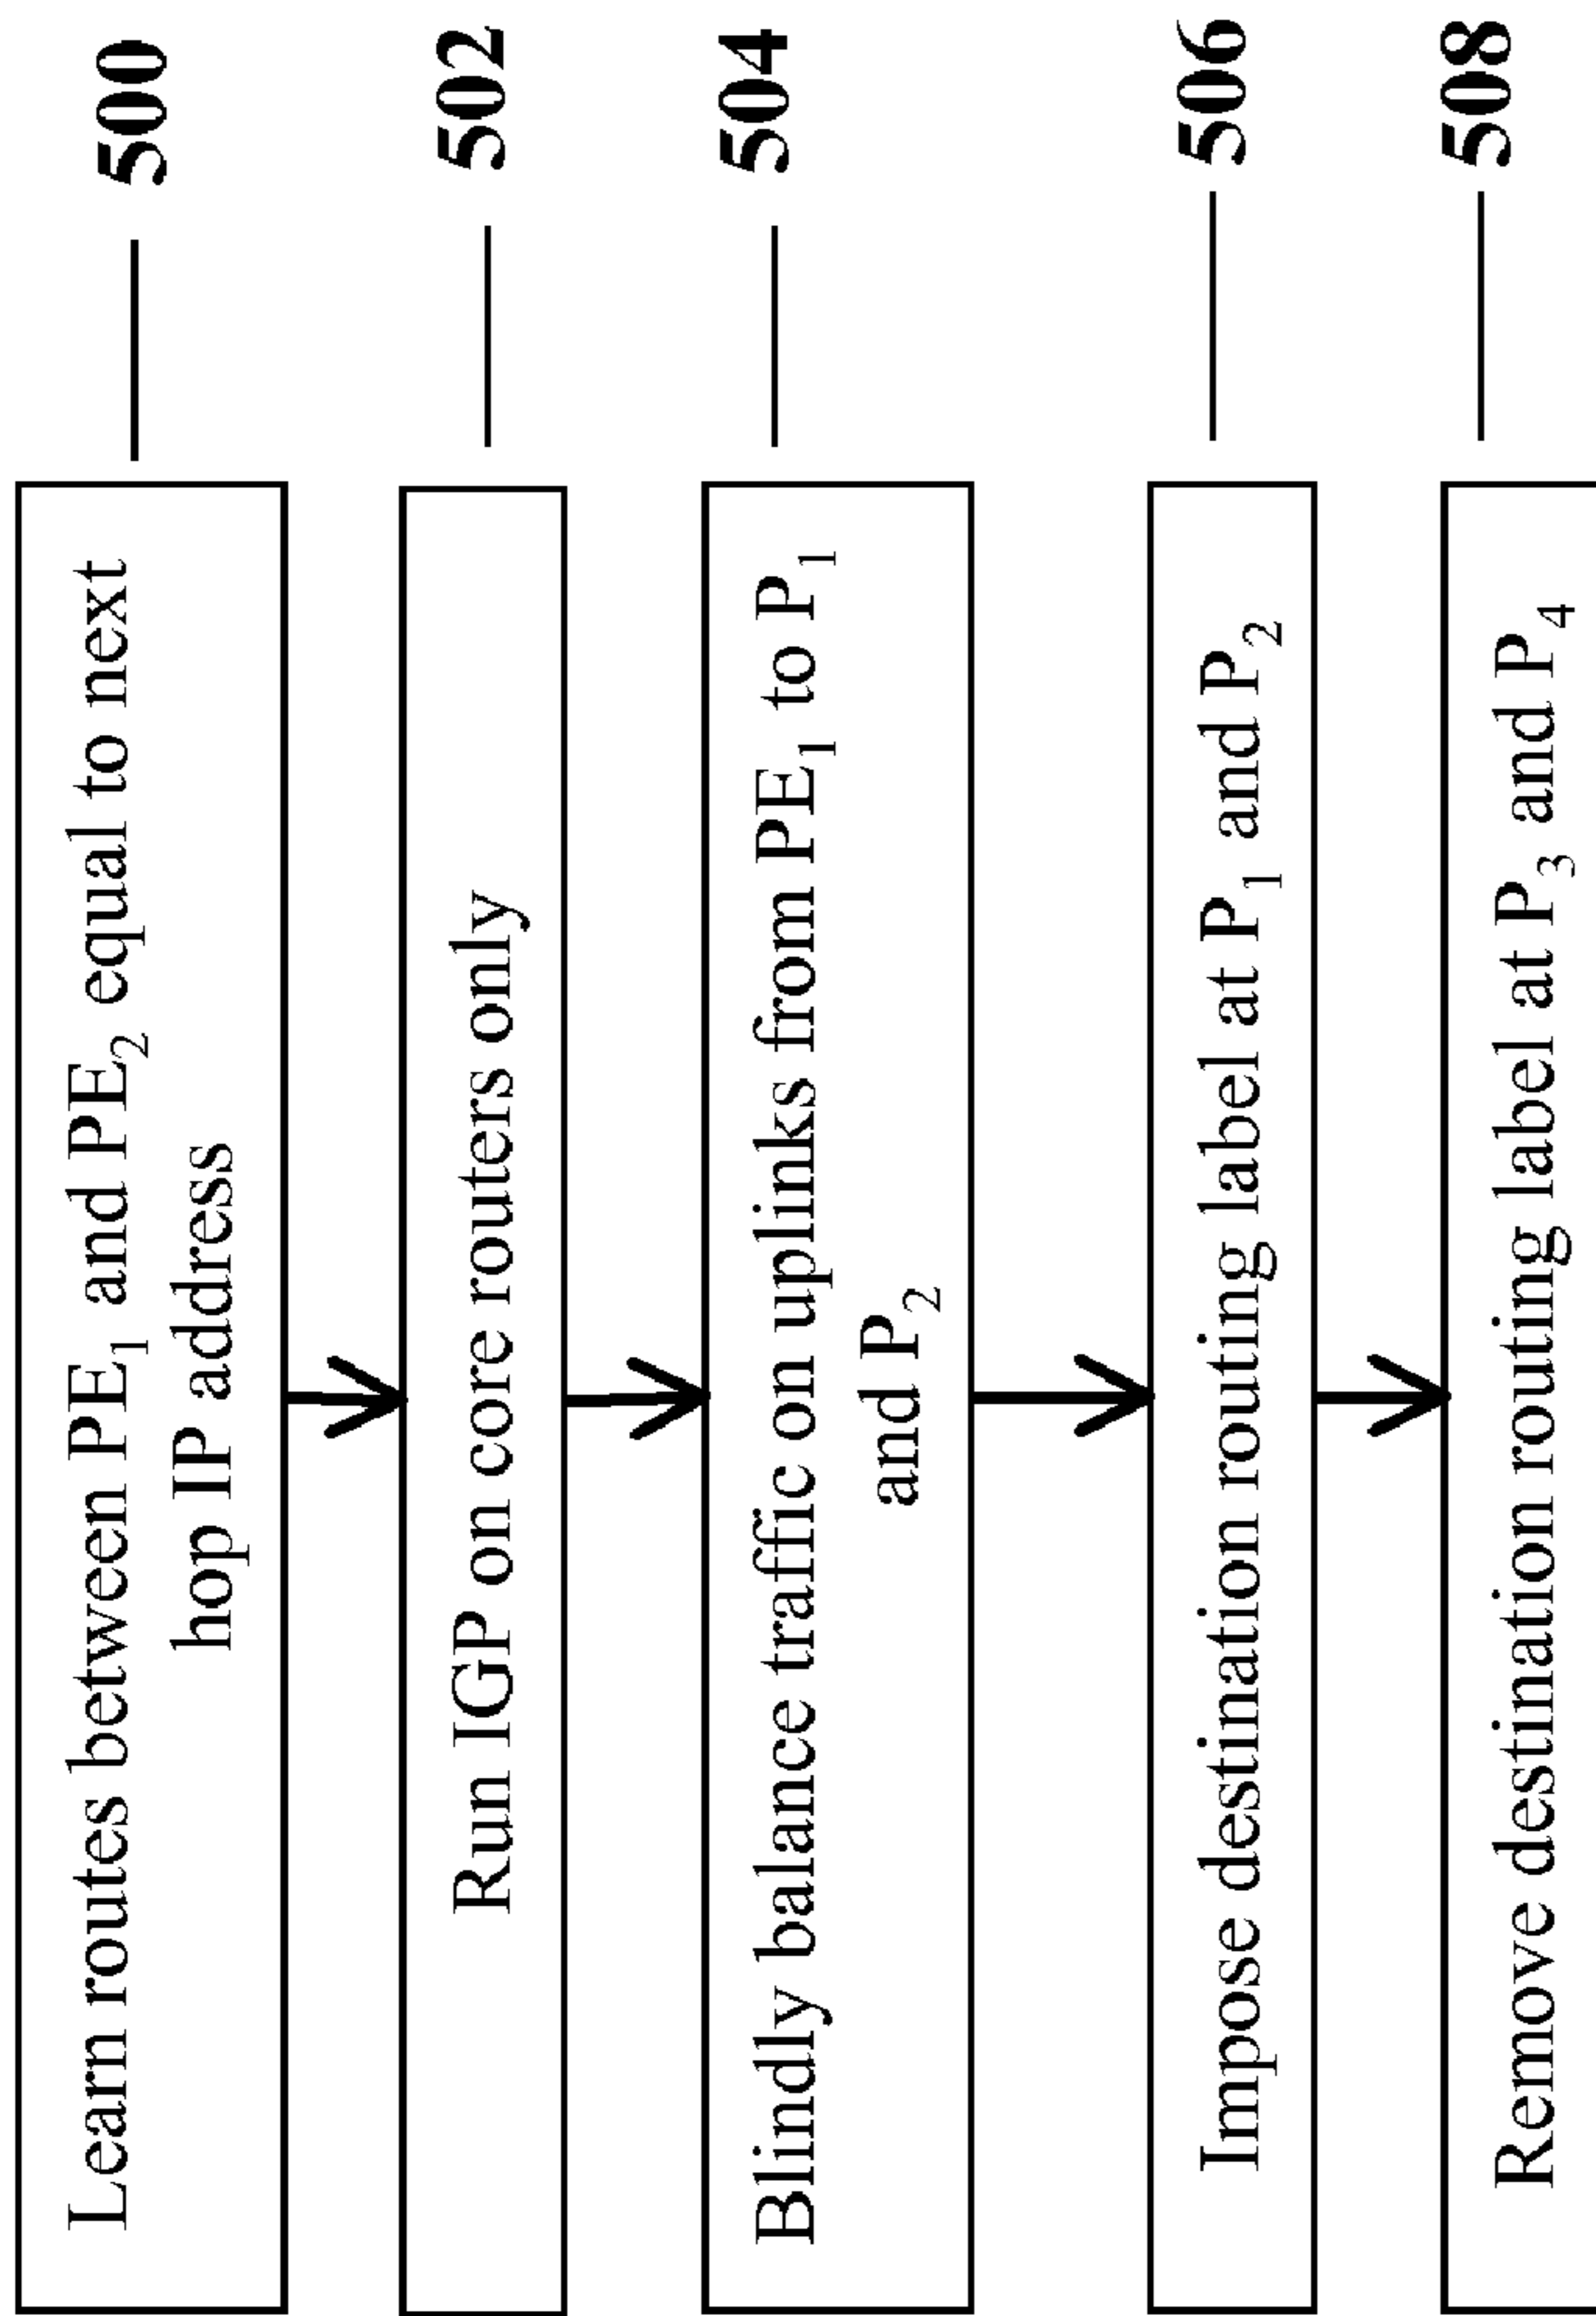 Learn routes between PE₁ and PE₂ equal to next
hop IP address
500
Run IGP on core routers only
502
Blindly balance traffic on uplinks from PE₁ to P₁
and P₂
504
Impose destination routing label at P₁ and P₂
506
Remove destination routing label at P₃ and P₄
508